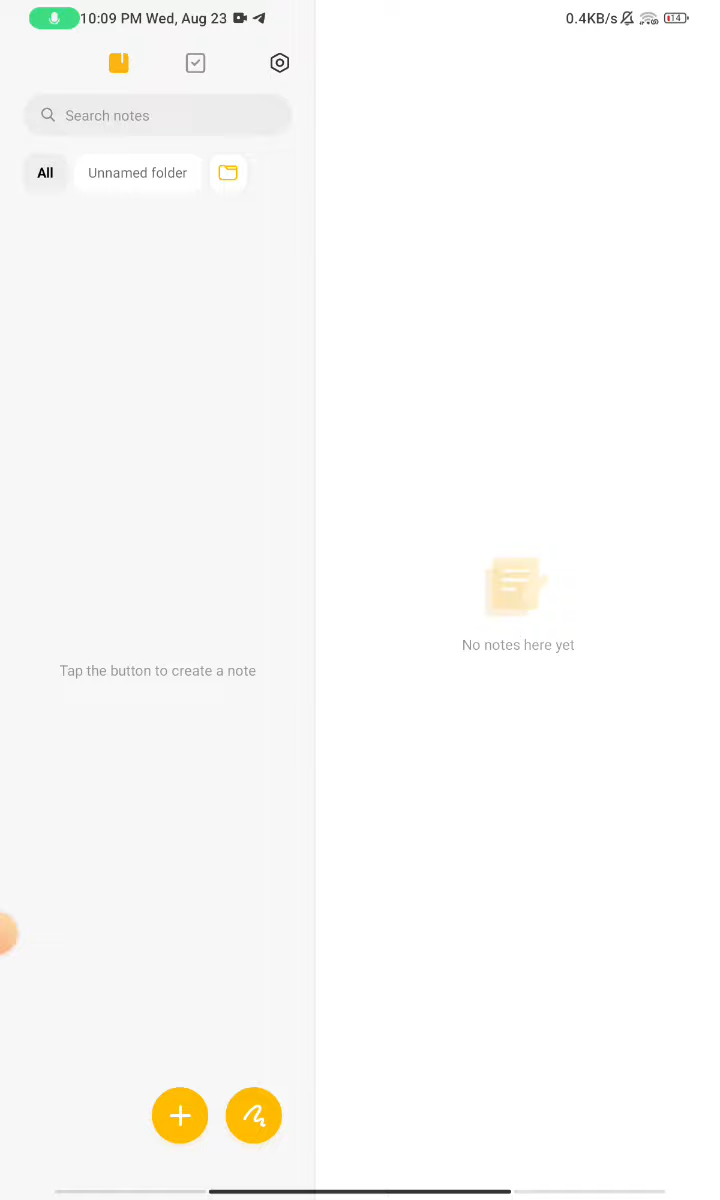 10:09 PM Wed, Aug 23
0.4KB/s
14
Search notes
All
Unnamed folder
No notes here yet
Tap the button to create a note